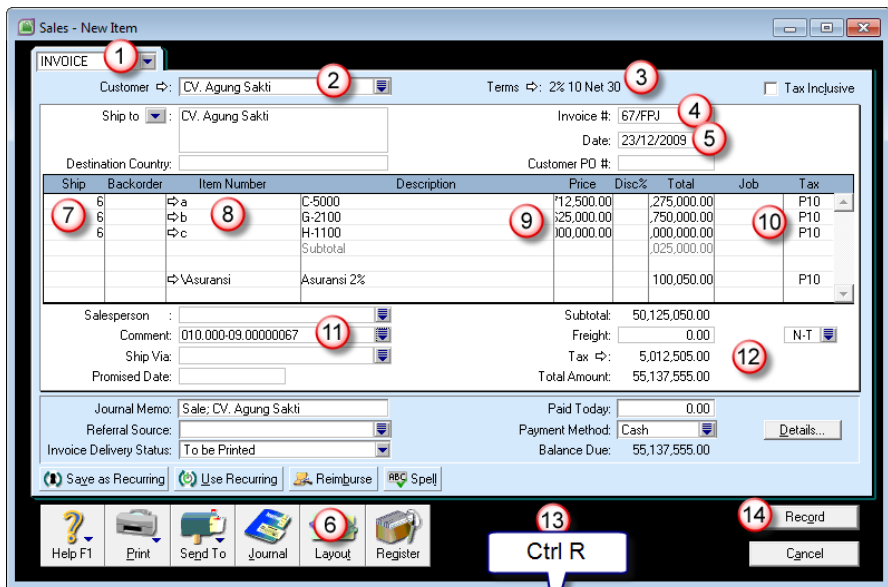 Sales - New Item
INVOICE 1
Customer ⇨: CV. Agung Sakti 2 Terms ⇨: 2% 10 Net 30 3 Tax Inclusive
Ship to : CV. Agung Sakti Invoice #: 67/FPJ 4
Date: 23/12/2009 5
Destination Country: Customer PO #:
Ship Backorder Item Number Description Price Disc% Total Job Tax
6 ⇨a C-5000 712,500.00 ,275,000.00 P10
7 6 ⇨b 8 G-2100 9 ,750,000.00 10 P10
6 ⇨c H-1100 ,000,000.00 P10
Subtotal ,025,000.00
⇨\Asuransi Asuransi 2% 100,050.00 P10
Salesperson : Subtotal: 50,125,050.00
Comment: 010.000-09.00000067 11 Freight: 0.00 N-T
Ship Via: Tax ⇨: 5,012,505.00 12
Promised Date: Total Amount: 55,137,555.00
Journal Memo: Sale; CV. Agung Sakti Paid Today: 0.00
Referral Source: Payment Method: Cash Details...
Invoice Delivery Status: To be Printed Balance Due: 55,137,555.00
Save as Recurring Use Recurring Reimburse ABC Spell
6 13 14 Record
Help F1 Print Send To Journal Layout Register Ctrl R Cancel